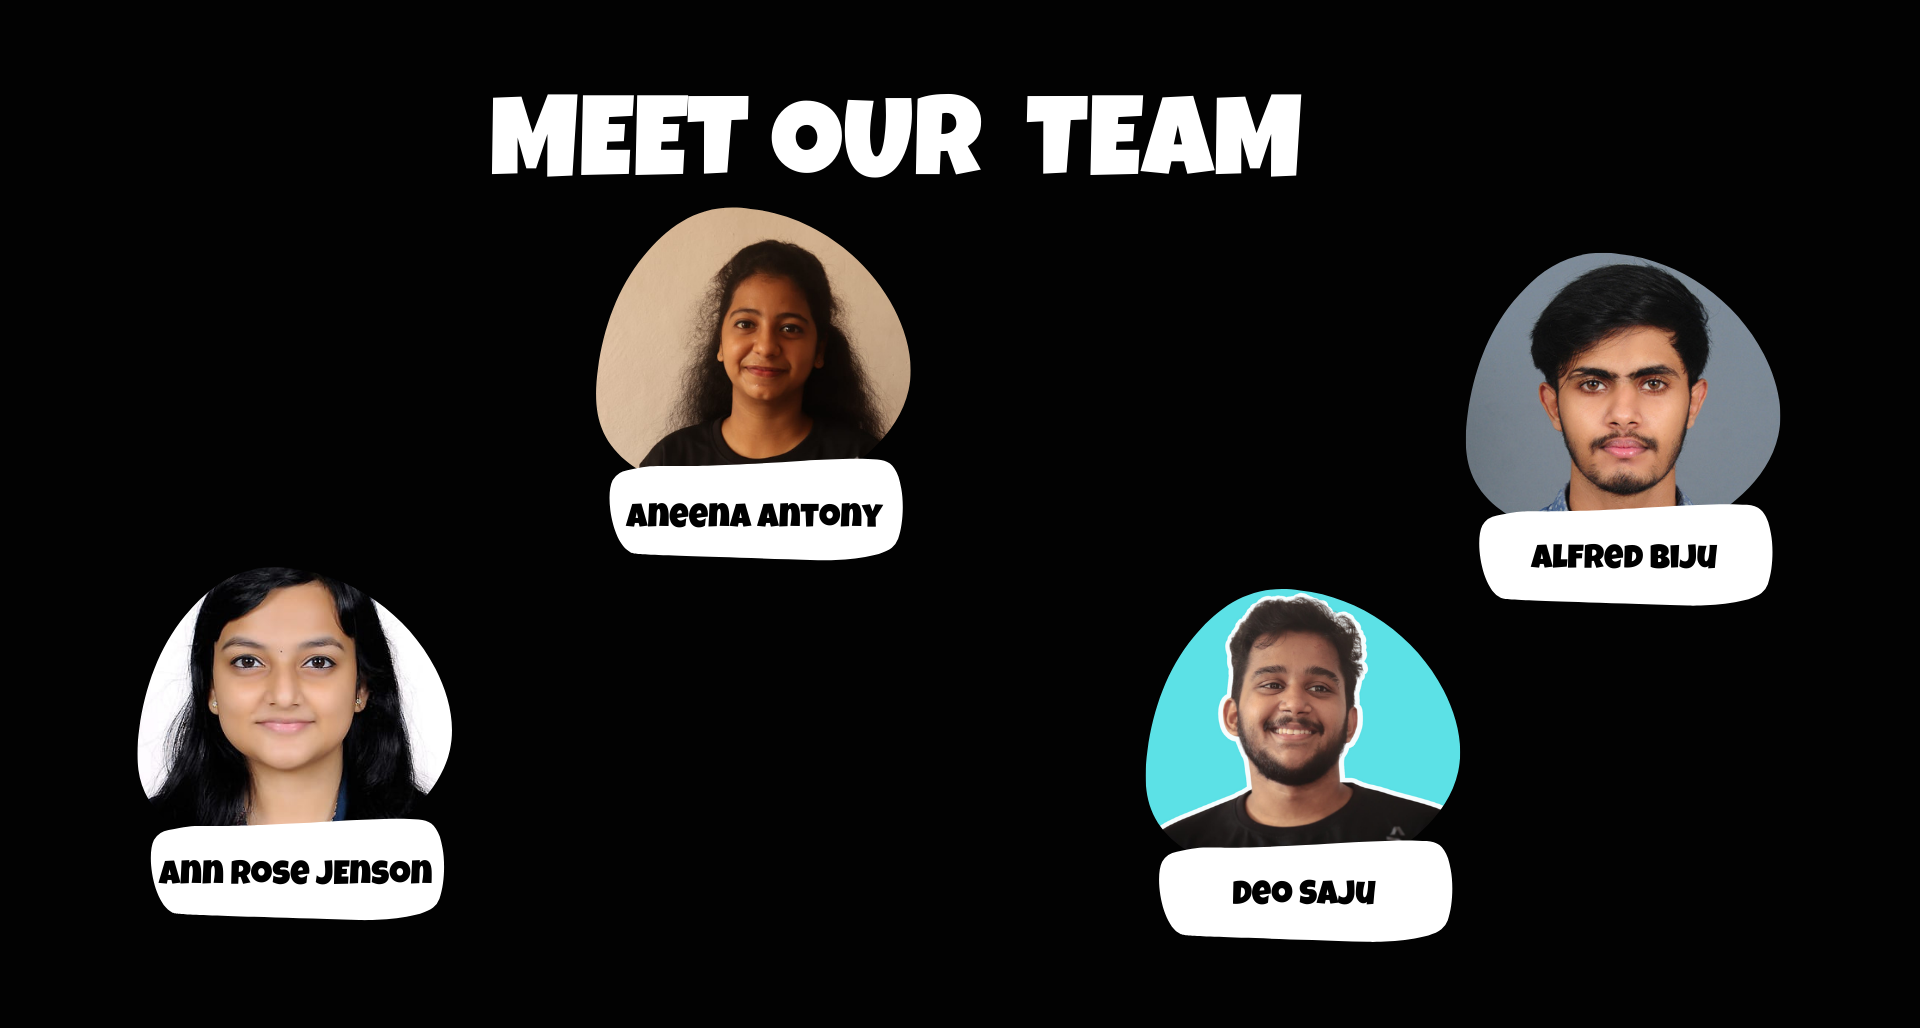 MEET OUR TEAM
ANEENA ANTONY
ALFRED BIJU
ANN ROSE JENSON
DEO SAJU